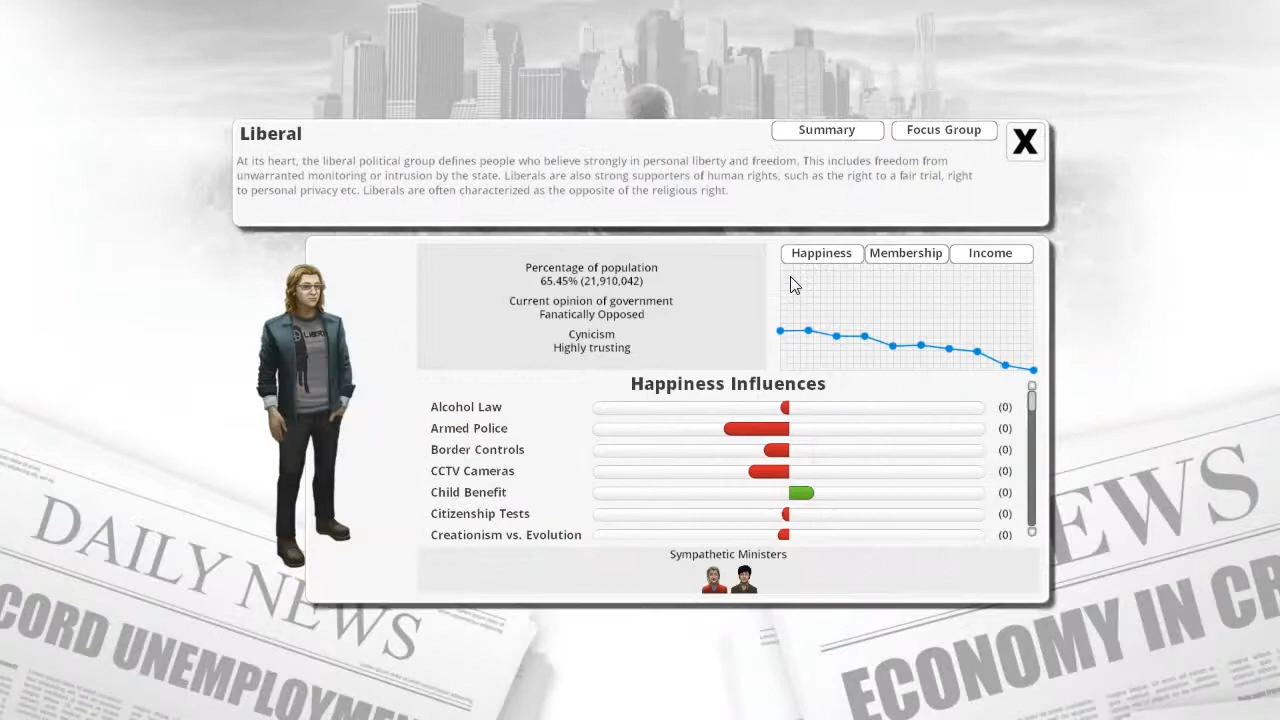 Liberal
Summary
Focus Group
X
At its heart, the liberal political group defines people who believe strongly in personal liberty and freedom. This includes freedom from
unwarranted monitoring or intrusion by the state. Liberals are also strong supporters of human rights, such as the right to a fair trial, right
to personal privacy etc. Liberals are often characterized as the opposite of the religious right.
Percentage of population
65.45% (21,910,042)
Current opinion of government
Fanatically Opposed
Cynicism
Highly trusting
Happiness
Membership
Income
Happiness Influences
Alcohol Law (0)
Armed Police (0)
Border Controls (0)
CCTV Cameras (0)
Child Benefit (0)
Citizenship Tests (0)
Creationism vs. Evolution (0)
Sympathetic Ministers
DAILY NEWS
CORD UNEMPLOYME
EWS
ECONOMY IN CR